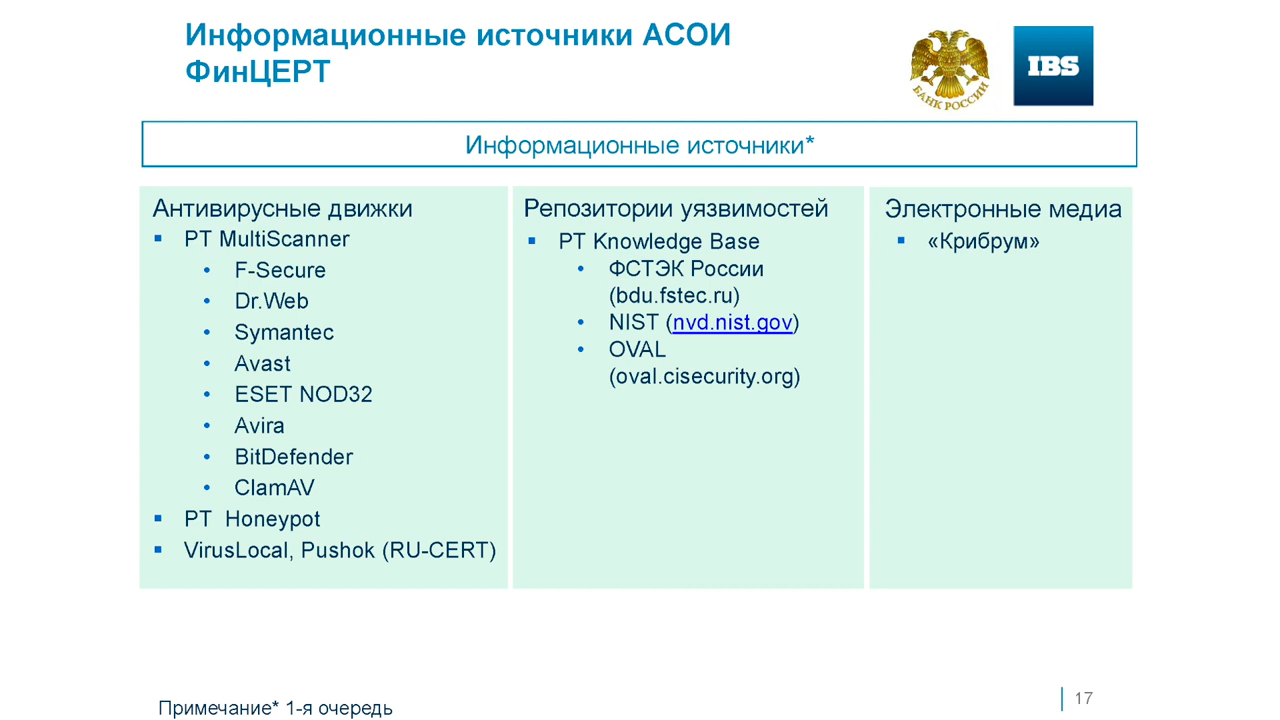 Информационные источники АСОИ
ФинЦЕРТ
БАНК РОССИИ
IBS
Информационные источники*
Антивирусные движки
PT MultiScanner
F-Secure
Dr.Web
Symantec
Avast
ESET NOD32
Avira
BitDefender
ClamAV
PT Honeypot
VirusLocal, Pushok (RU-CERT)
Репозитории уязвимостей
PT Knowledge Base
ФСТЭК России
(bdu.fstec.ru)
NIST (nvd.nist.gov)
OVAL
(oval.cisecurity.org)
Электронные медиа
«Крибрум»
Примечание* 1-я очередь
17